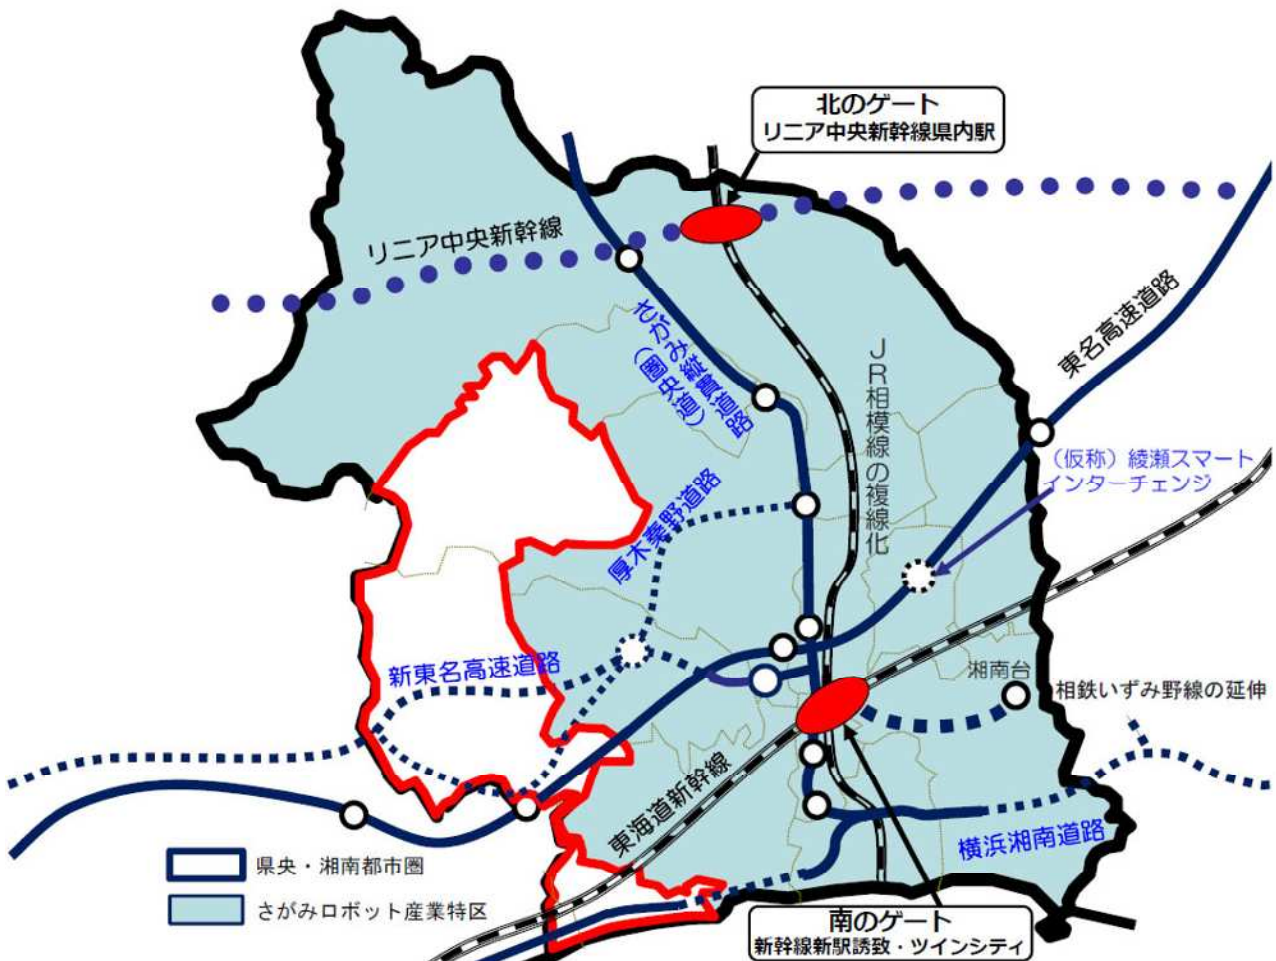 北のゲート
リニア中央新幹線県内駅
リニア中央新幹線
さがみ縦貫道路
（圏央道）
JR相模線の複線化
東名高速道路
（仮称）綾瀬スマート
インターチェンジ
厚木秦野道路
新東名高速道路
湘南台
相鉄いずみ野線の延伸
東海道新幹線
横浜湘南道路
県央・湘南都市圏
さがみロボット産業特区
南のゲート
新幹線新駅誘致・ツインシティ